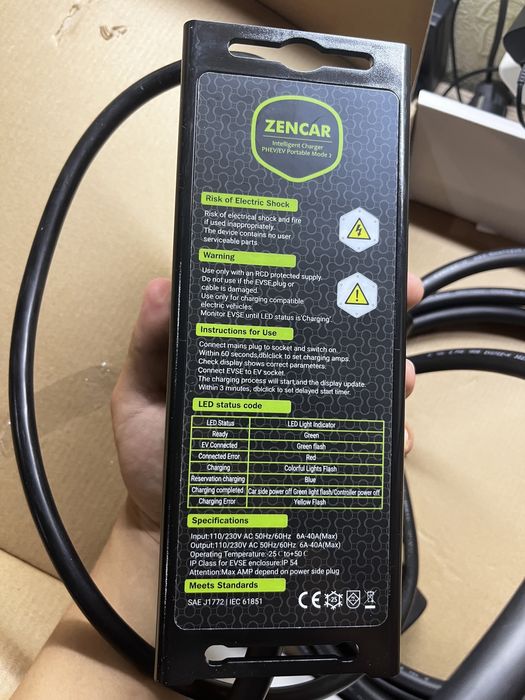 ZENCAR
Intelligent Charger
PHEV/EV Portable Mode 2
Risk of Electric Shock
Risk of electrical shock and fire
if used inappropriately.
The device contains no user
serviceable parts
Warning
Use only with an RCD protected supply.
Do not use if the EVSE,plug or
cable is damaged.
Use only for charging compatible
electric vehicles.
Monitor EVSE until LED status is'Charging'.
Instructions for Use
Connect mains plug to socket and switch on.
Within 60 seconds,dblclick to set charging amps.
Check display shows correct parameters.
Connect EVSE to EV socket.
The charging process will start,and the display update.
Within 3 minutes, dblclick to set delayed start timer.
LED status code
LED Status LED Light Indicator
Ready Green
EV Connected Green flash
Connected Error Red
Charging Colorful Lights Flash
Reservation charging Blue
Charging completed Car side power off Green light flash/Controller power off
Charging Error Yellow Flash
Specifications
Input:110/230V AC 50Hz/60Hz 6A-40A(Max)
Output:110/230V AC 50Hz/60Hz 6A-40A(Max)
Operating Temperature:-25 C to+50 C
IP Class for EVSE enclosure:IP 54
Attention:Max AMP depend on power side plug
Meets Standards
SAE J1772 | IEC 61851
CE -25